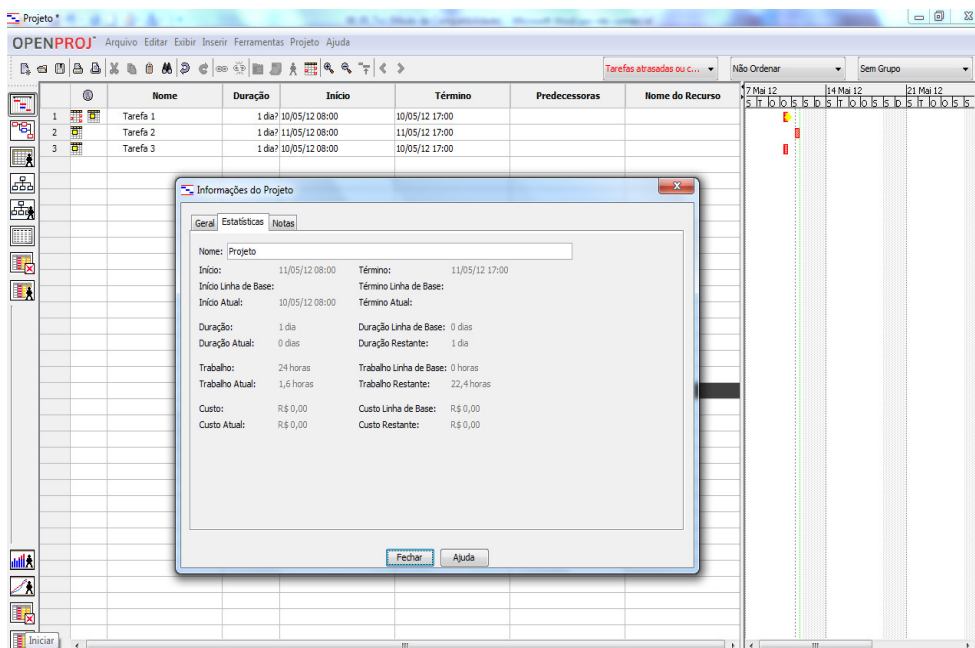 Projeto *
OPENPROJ Arquivo Editar Exibir Inserir Ferramentas Projeto Ajuda
Tarefas atrasadas ou c... Não Ordenar Sem Grupo
Nome Duração Início Término Predecessoras Nome do Recurso
7 Mai 12 14 Mai 12 21 Mai 12
S T Q Q S S D S T Q Q S S D S T Q Q S S
1 Tarefa 1 1 dia? 10/05/12 08:00 10/05/12 17:00
2 Tarefa 2 1 dia? 11/05/12 08:00 11/05/12 17:00
3 Tarefa 3 1 dia? 10/05/12 08:00 10/05/12 17:00
Informações do Projeto
Geral Estatísticas Notas
Nome: Projeto
Início: 11/05/12 08:00 Término: 11/05/12 17:00
Início Linha de Base: Término Linha de Base:
Início Atual: 10/05/12 08:00 Término Atual:
Duração: 1 dia Duração Linha de Base: 0 dias
Duração Atual: 0 dias Duração Restante: 1 dia
Trabalho: 24 horas Trabalho Linha de Base: 0 horas
Trabalho Atual: 1,6 horas Trabalho Restante: 22,4 horas
Custo: R$ 0,00 Custo Linha de Base: R$ 0,00
Custo Atual: R$ 0,00 Custo Restante: R$ 0,00
Fechar Ajuda
Iniciar